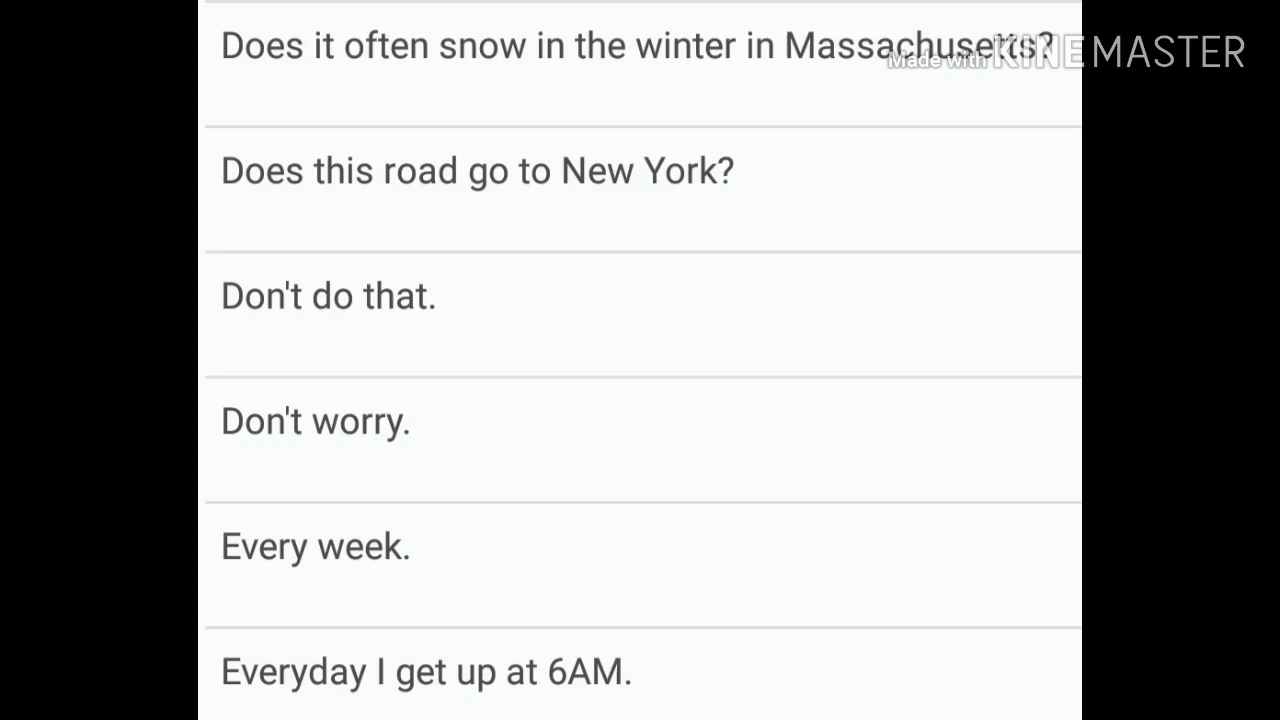 Does it often snow in the winter in Massachusetts?
Made with KINEMASTER
Does this road go to New York?
Don't do that.
Don't worry.
Every week.
Everyday I get up at 6AM.